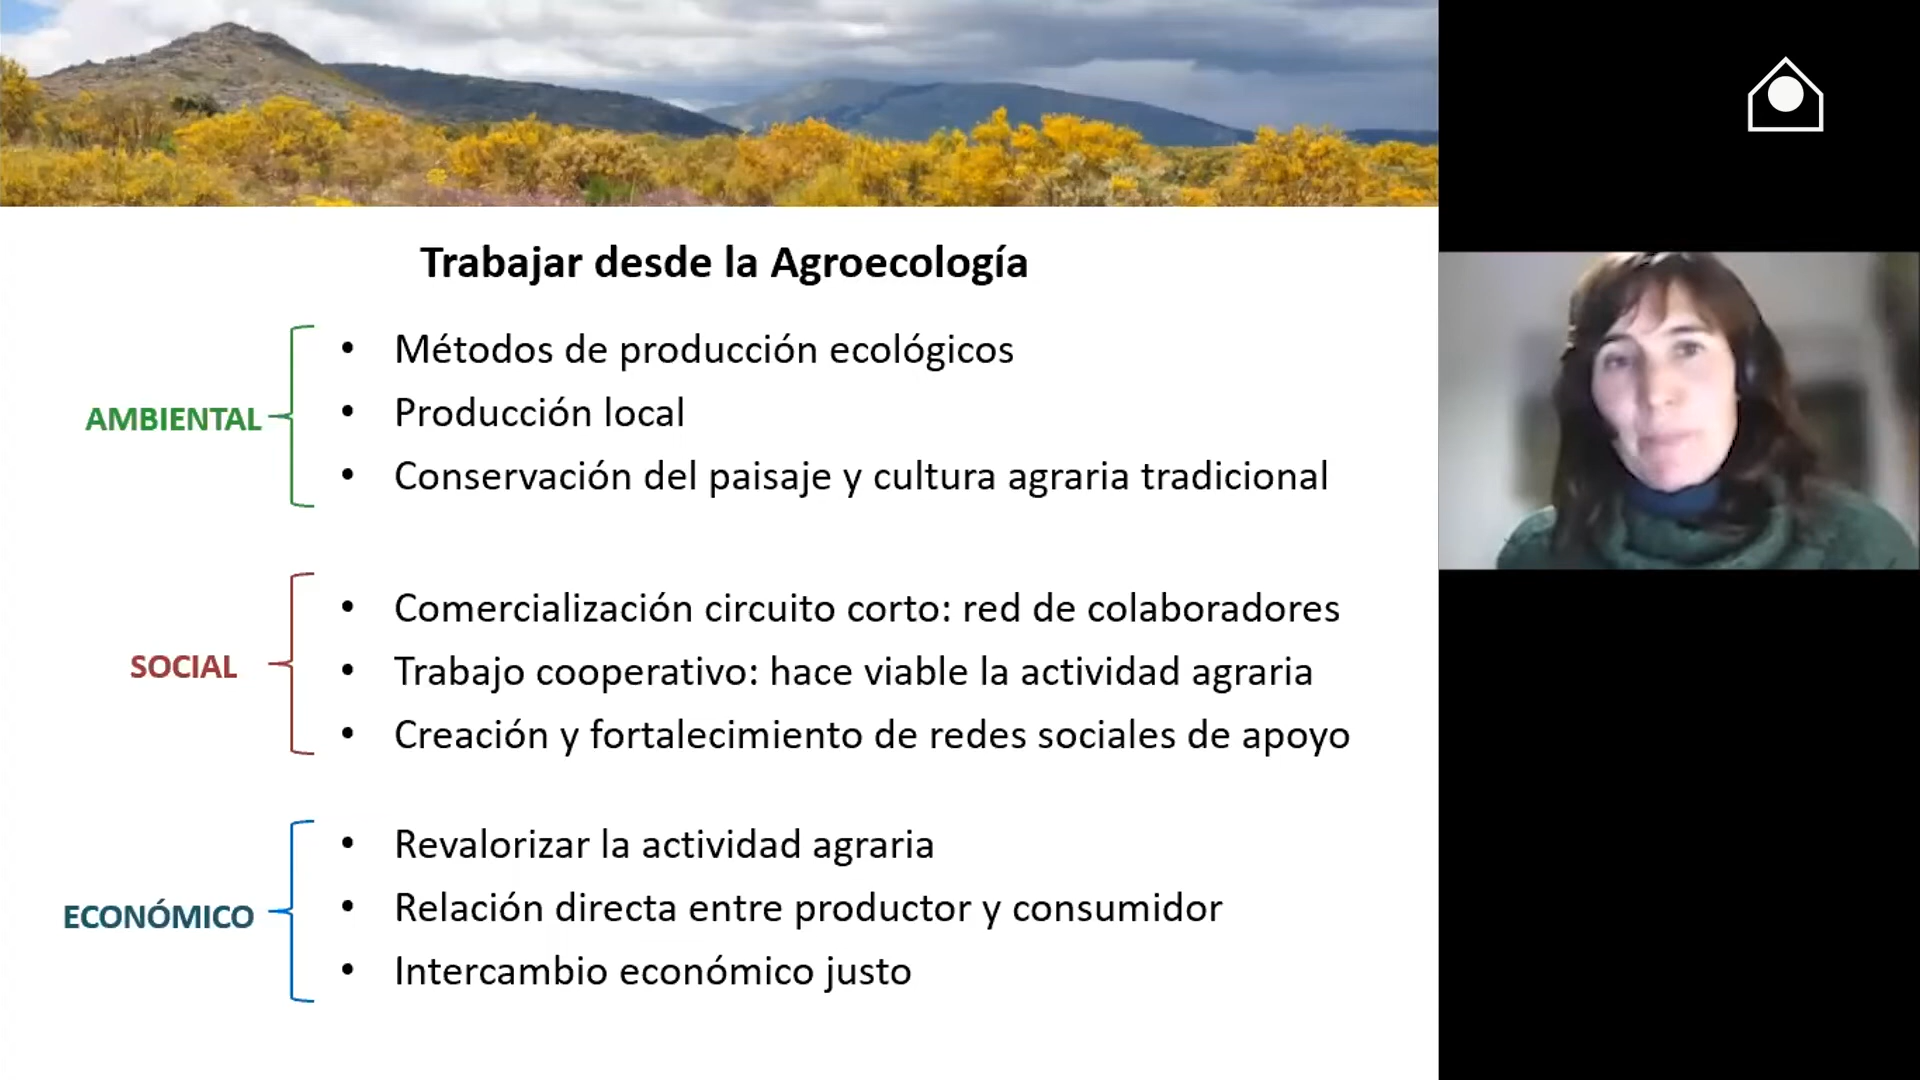 Trabajar desde la Agroecología
AMBIENTAL
• Métodos de producción ecológicos
• Producción local
• Conservación del paisaje y cultura agraria tradicional
SOCIAL
• Comercialización circuito corto: red de colaboradores
• Trabajo cooperativo: hace viable la actividad agraria
• Creación y fortalecimiento de redes sociales de apoyo
ECONÓMICO
• Revalorizar la actividad agraria
• Relación directa entre productor y consumidor
• Intercambio económico justo